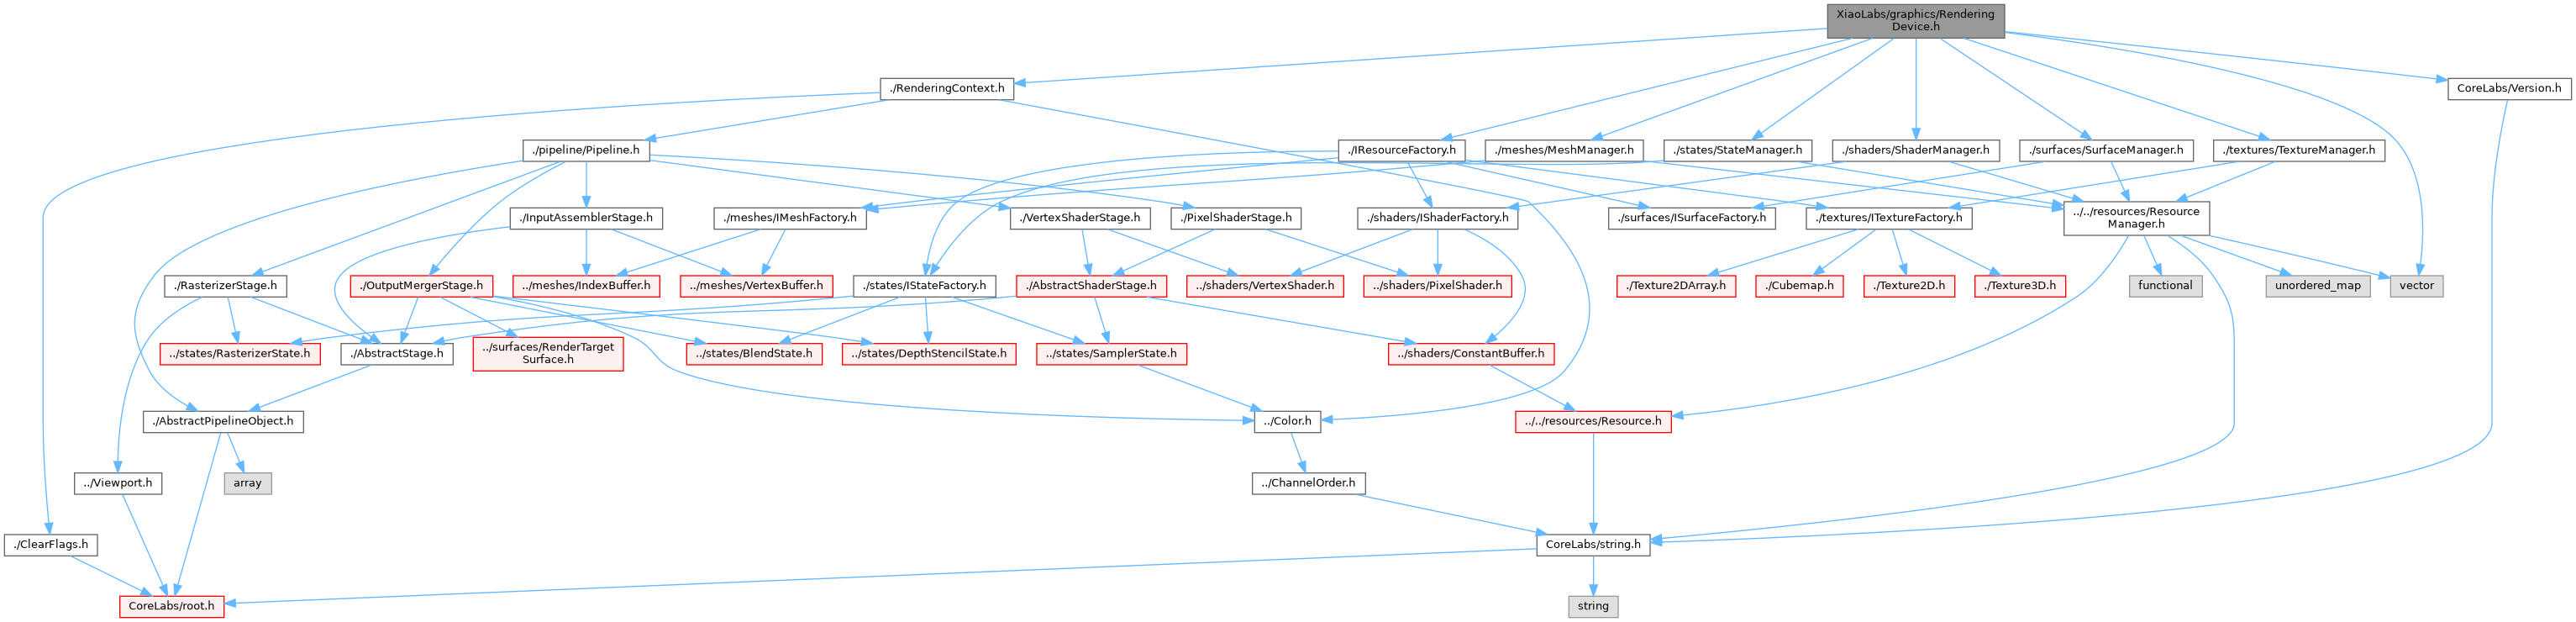 XiaoLabs/graphics/Rendering
Device.h
./RenderingContext.h
CoreLabs/Version.h
./pipeline/Pipeline.h
./IResourceFactory.h
./meshes/MeshManager.h
./states/StateManager.h
./shaders/ShaderManager.h
./surfaces/SurfaceManager.h
./textures/TextureManager.h
./InputAssemblerStage.h
./meshes/IMeshFactory.h
./VertexShaderStage.h
./PixelShaderStage.h
./shaders/IShaderFactory.h
./surfaces/ISurfaceFactory.h
./textures/ITextureFactory.h
../../resources/Resource
Manager.h
./RasterizerStage.h
./OutputMergerStage.h
../meshes/IndexBuffer.h
../meshes/VertexBuffer.h
./states/IStateFactory.h
./AbstractShaderStage.h
../shaders/VertexShader.h
../shaders/PixelShader.h
./Texture2DArray.h
./Cubemap.h
./Texture2D.h
./Texture3D.h
functional
unordered_map
vector
../states/RasterizerState.h
./AbstractStage.h
../surfaces/RenderTarget
Surface.h
../states/BlendState.h
../states/DepthStencilState.h
../states/SamplerState.h
../shaders/ConstantBuffer.h
./AbstractPipelineObject.h
../Color.h
../../resources/Resource.h
../Viewport.h
array
../ChannelOrder.h
./ClearFlags.h
CoreLabs/string.h
CoreLabs/root.h
string